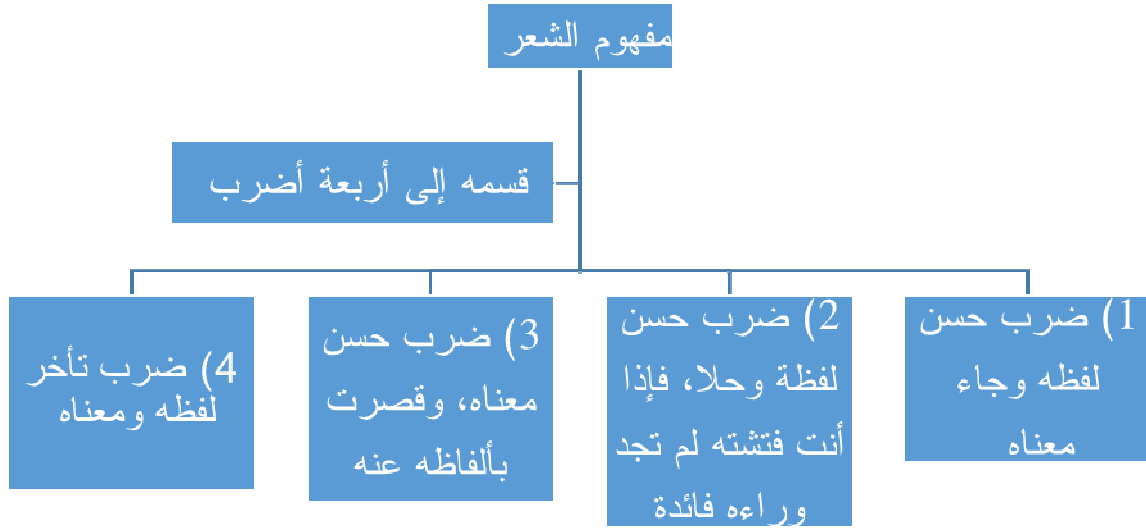 مفهوم الشعر
قسمه إلى أربعة أضرب
1) ضرب حسن
لفظه وجاء
معناه
2) ضرب حسن
لفظة وحلا، فإذا
أنت فتشته لم تجد
وراءه فائدة
3) ضرب حسن
معناه، وقصرت
بألفاظه عنه
4) ضرب تأخر
لفظه ومعناه